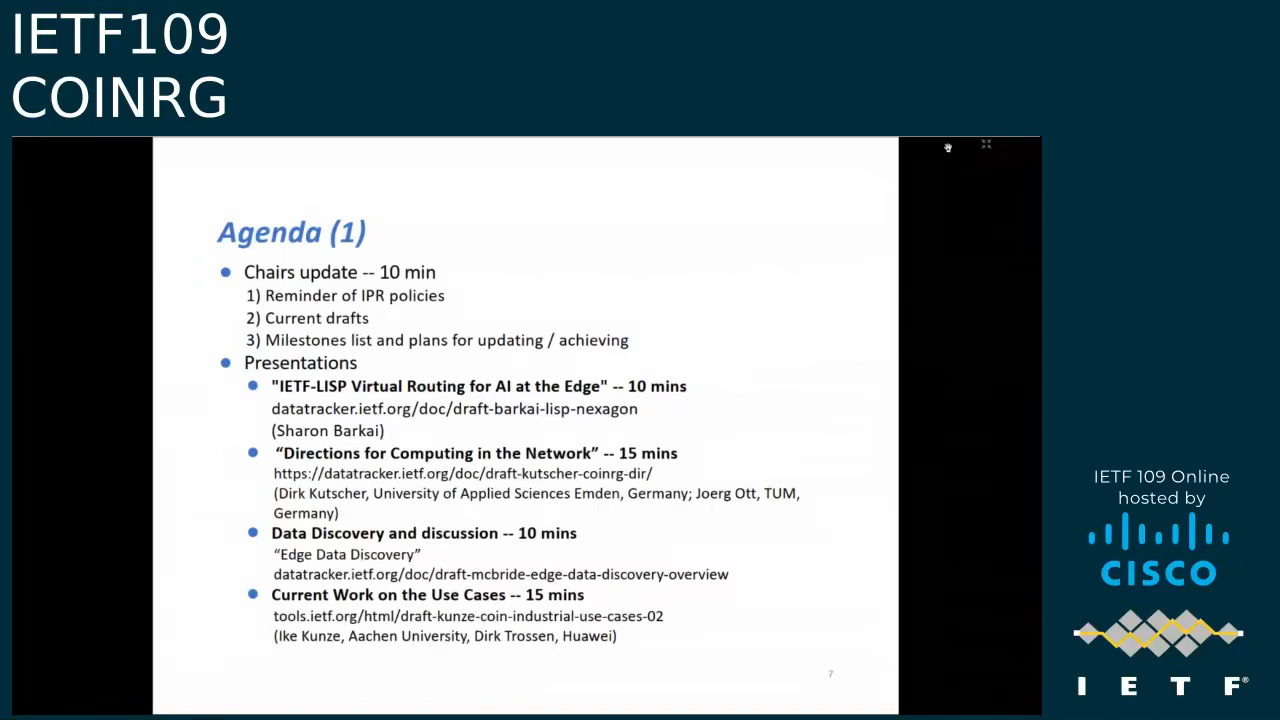 IETF109
COINRG
Agenda (1)
Chairs update -- 10 min
1) Reminder of IPR policies
2) Current drafts
3) Milestones list and plans for updating / achieving
Presentations
"IETF-LISP Virtual Routing for AI at the Edge" -- 10 mins
datatracker.ietf.org/doc/draft-barkai-lisp-nexagon
(Sharon Barkai)
“Directions for Computing in the Network” -- 15 mins
https://datatracker.ietf.org/doc/draft-kutscher-coinrg-dir/
(Dirk Kutscher, University of Applied Sciences Emden, Germany; Joerg Ott, TUM,
Germany)
Data Discovery and discussion -- 10 mins
“Edge Data Discovery”
datatracker.ietf.org/doc/draft-mcbride-edge-data-discovery-overview
Current Work on the Use Cases -- 15 mins
tools.ietf.org/html/draft-kunze-coin-industrial-use-cases-02
(Ike Kunze, Aachen University, Dirk Trossen, Huawei)
7
IETF 109 Online
hosted by
CISCO
I E T F®